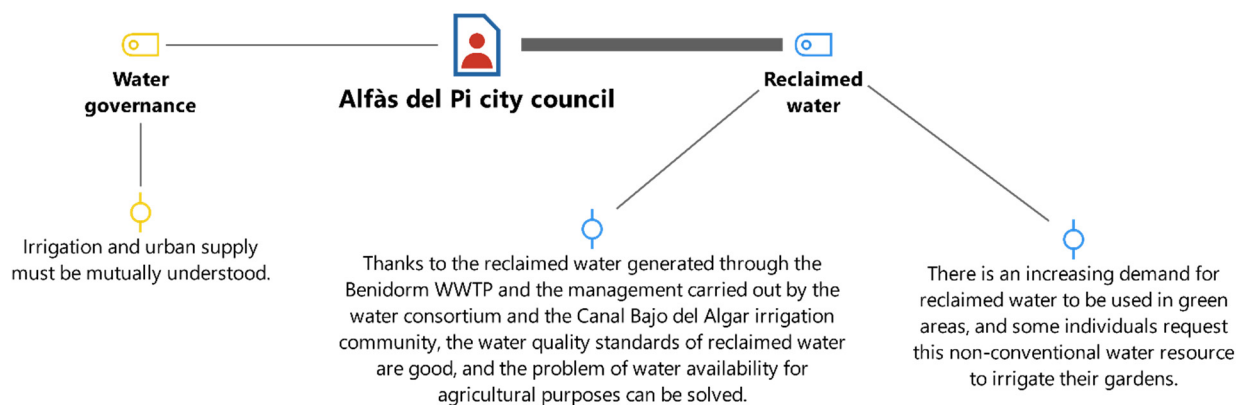 Water
governance
Alfàs del Pi city council
Reclaimed
water
Irrigation and urban supply
must be mutually understood.
Thanks to the reclaimed water generated through the
Benidorm WWTP and the management carried out by the
water consortium and the Canal Bajo del Algar irrigation
community, the water quality standards of reclaimed water
are good, and the problem of water availability for
agricultural purposes can be solved.
There is an increasing demand for
reclaimed water to be used in green
areas, and some individuals request
this non-conventional water resource
to irrigate their gardens.